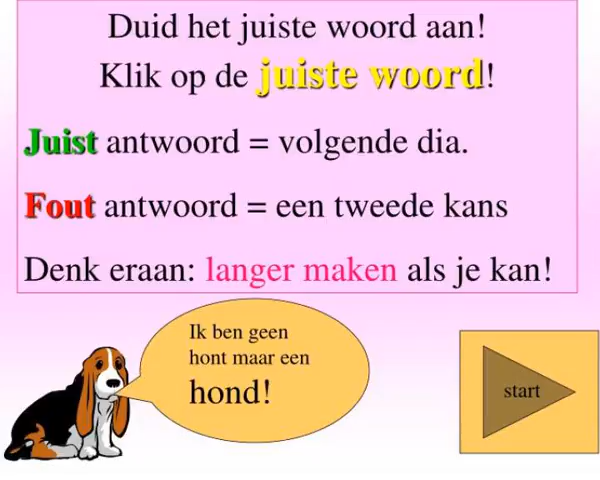 Duid het juiste woord aan!
Klik op de juiste woord!
Juist antwoord = volgende dia.
Fout antwoord = een tweede kans
Denk eraan: langer maken als je kan!
Ik ben geen
hont maar een
hond!
start